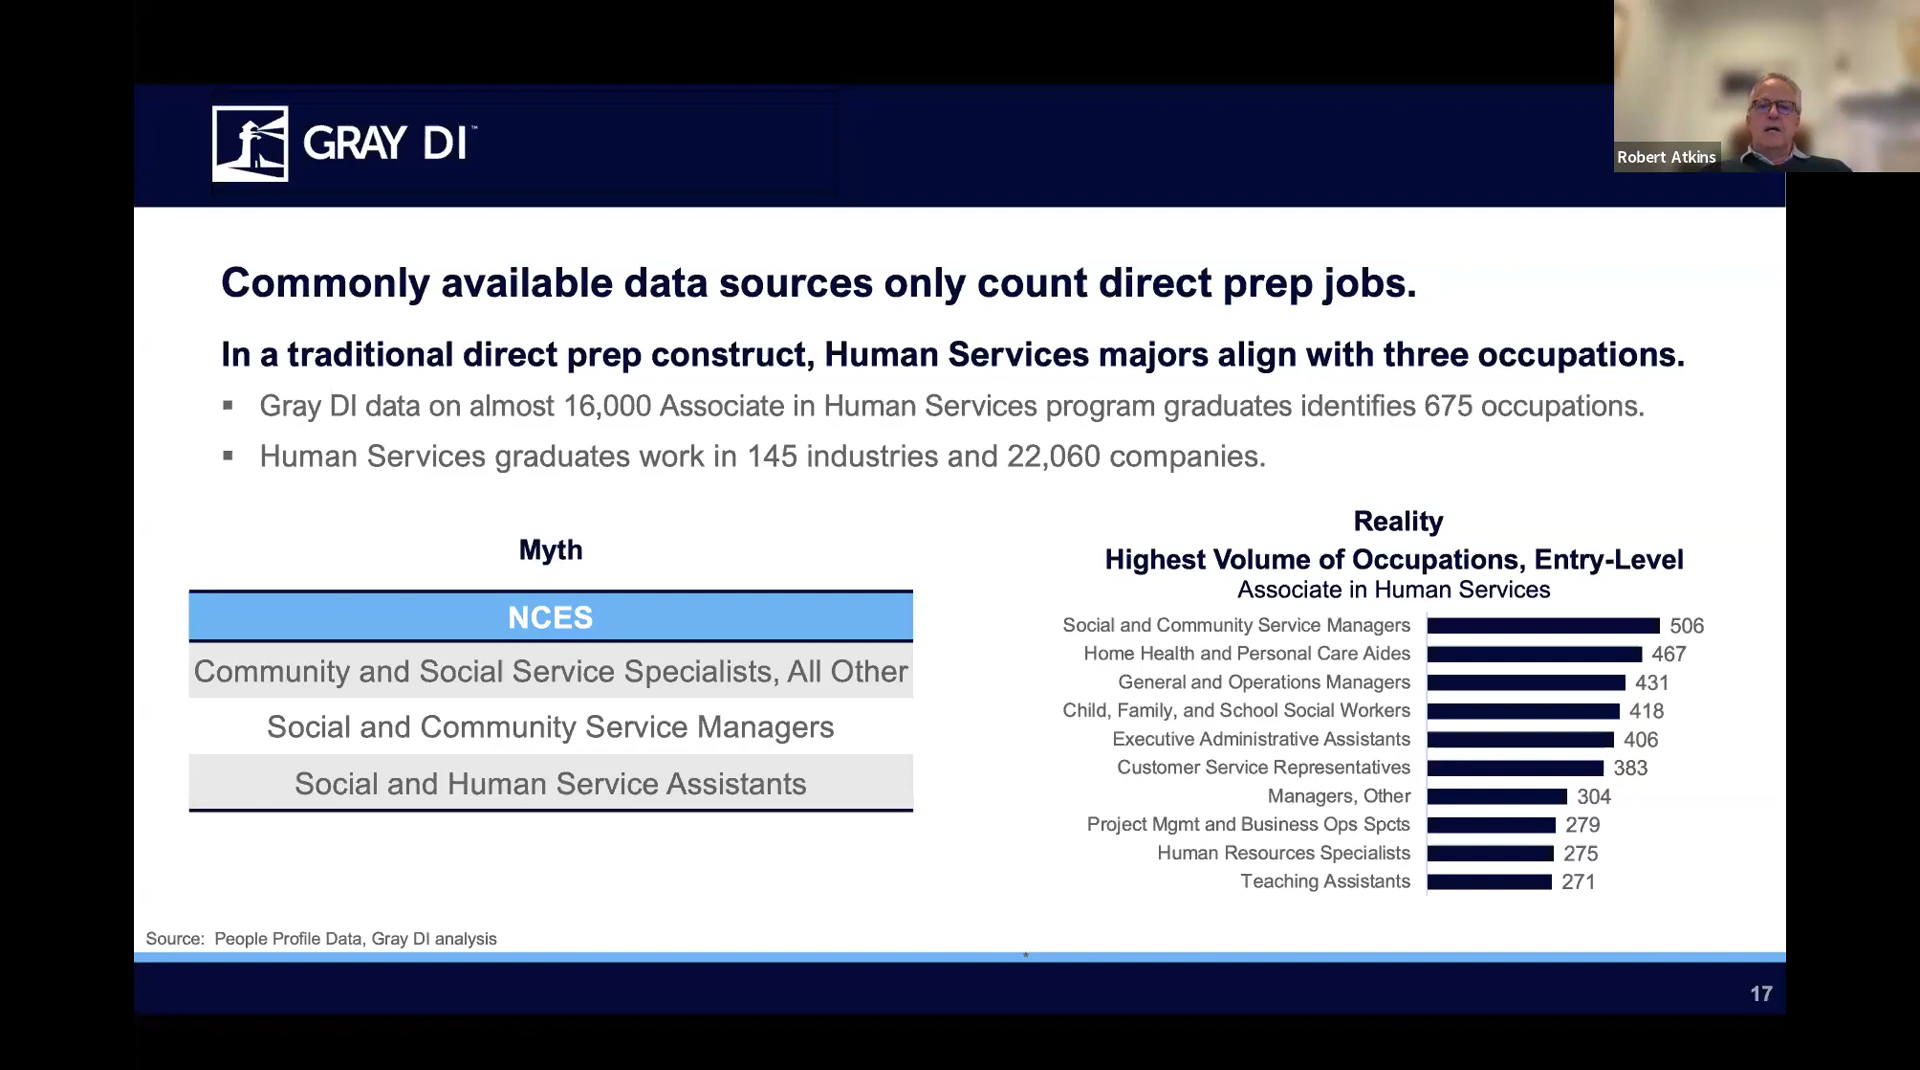 GRAY DI™
Robert Atkins
Commonly available data sources only count direct prep jobs.
In a traditional direct prep construct, Human Services majors align with three occupations.
▪ Gray DI data on almost 16,000 Associate in Human Services program graduates identifies 675 occupations.
▪ Human Services graduates work in 145 industries and 22,060 companies.
Myth
NCES
Community and Social Service Specialists, All Other
Social and Community Service Managers
Social and Human Service Assistants
Reality
Highest Volume of Occupations, Entry-Level
Associate in Human Services
Social and Community Service Managers 506
Home Health and Personal Care Aides 467
General and Operations Managers 431
Child, Family, and School Social Workers 418
Executive Administrative Assistants 406
Customer Service Representatives 383
Managers, Other 304
Project Mgmt and Business Ops Spcts 279
Human Resources Specialists 275
Teaching Assistants 271
Source: People Profile Data, Gray DI analysis
*
17